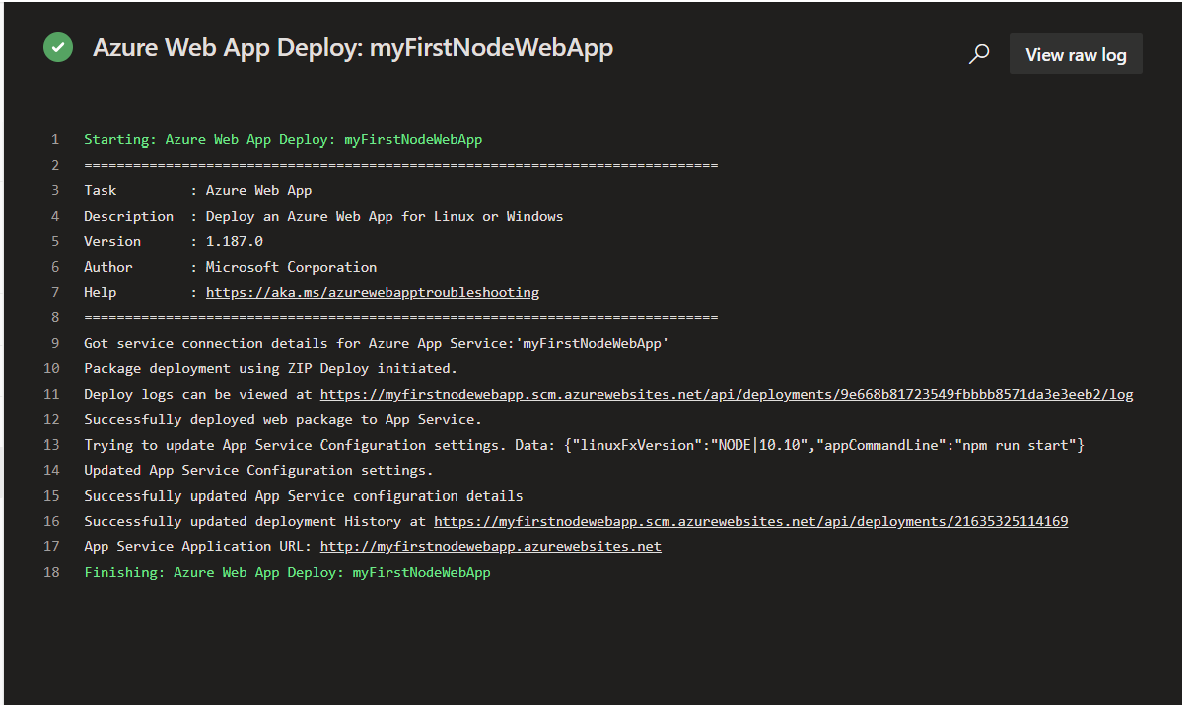 Azure Web App Deploy: myFirstNodeWebApp
View raw log
1 Starting: Azure Web App Deploy: myFirstNodeWebApp
2 ==============================================================================
3 Task         : Azure Web App
4 Description  : Deploy an Azure Web App for Linux or Windows
5 Version      : 1.187.0
6 Author       : Microsoft Corporation
7 Help         : https://aka.ms/azurewebapptroubleshooting
8 ==============================================================================
9 Got service connection details for Azure App Service:'myFirstNodeWebApp'
10 Package deployment using ZIP Deploy initiated.
11 Deploy logs can be viewed at https://myfirstnodewebapp.scm.azurewebsites.net/api/deployments/9e668b81723549fbbbb8571da3e3eeb2/log
12 Successfully deployed web package to App Service.
13 Trying to update App Service Configuration settings. Data: {"linuxFxVersion":"NODE|10.10","appCommandLine":"npm run start"}
14 Updated App Service Configuration settings.
15 Successfully updated App Service configuration details
16 Successfully updated deployment History at https://myfirstnodewebapp.scm.azurewebsites.net/api/deployments/21635325114169
17 App Service Application URL: http://myfirstnodewebapp.azurewebsites.net
18 Finishing: Azure Web App Deploy: myFirstNodeWebApp